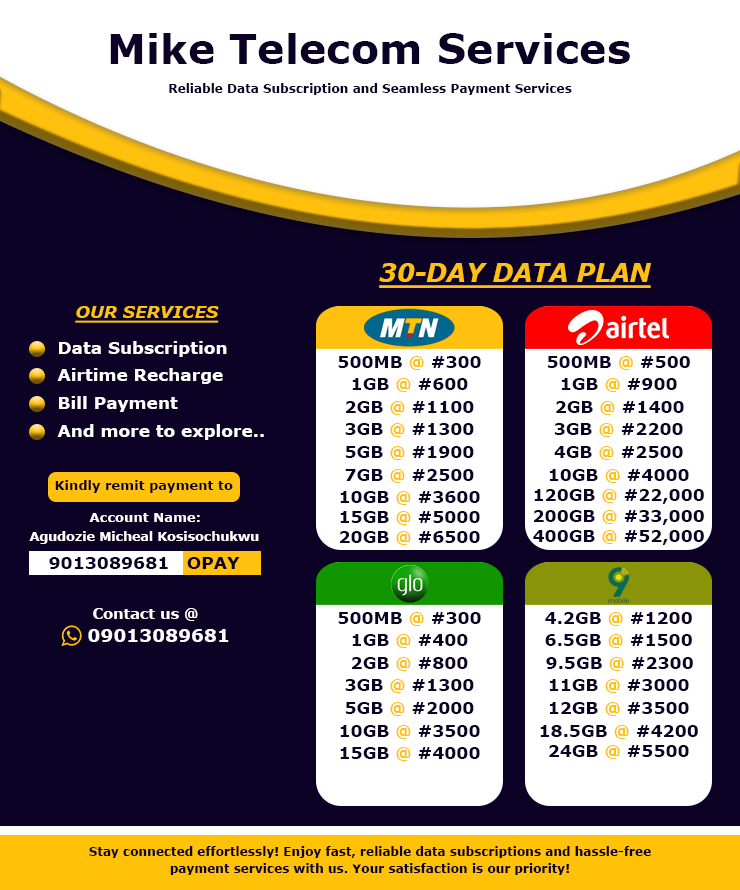 Mike Telecom Services
Reliable Data Subscription and Seamless Payment Services
OUR SERVICES
Data Subscription
Airtime Recharge
Bill Payment
And more to explore..
Kindly remit payment to
Account Name:
Agudozie Micheal Kosisochukwu
9013089681 OPAY
Contact us @
09013089681
30-DAY DATA PLAN
MTN
500MB @ #300
1GB @ #600
2GB @ #1100
3GB @ #1300
5GB @ #1900
7GB @ #2500
10GB @ #3600
15GB @ #5000
20GB @ #6500
airtel
500MB @ #500
1GB @ #900
2GB @ #1400
3GB @ #2200
4GB @ #2500
10GB @ #4000
120GB @ #22,000
200GB @ #33,000
400GB @ #52,000
glo
500MB @ #300
1GB @ #400
2GB @ #800
3GB @ #1300
5GB @ #2000
10GB @ #3500
15GB @ #4000
9
mobile
4.2GB @ #1200
6.5GB @ #1500
9.5GB @ #2300
11GB @ #3000
12GB @ #3500
18.5GB @ #4200
24GB @ #5500
Stay connected effortlessly! Enjoy fast, reliable data subscriptions and hassle-free
payment services with us. Your satisfaction is our priority!